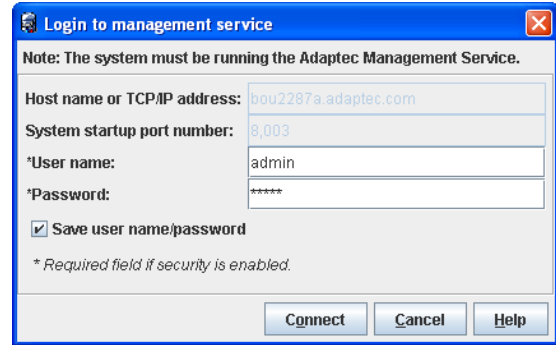 Login to management service
Note: The system must be running the Adaptec Management Service.
Host name or TCP/IP address: bou2287a.adaptec.com
System startup port number: 8,003
*User name: admin
*Password: *****
Save user name/password
* Required field if security is enabled.
Connect Cancel Help